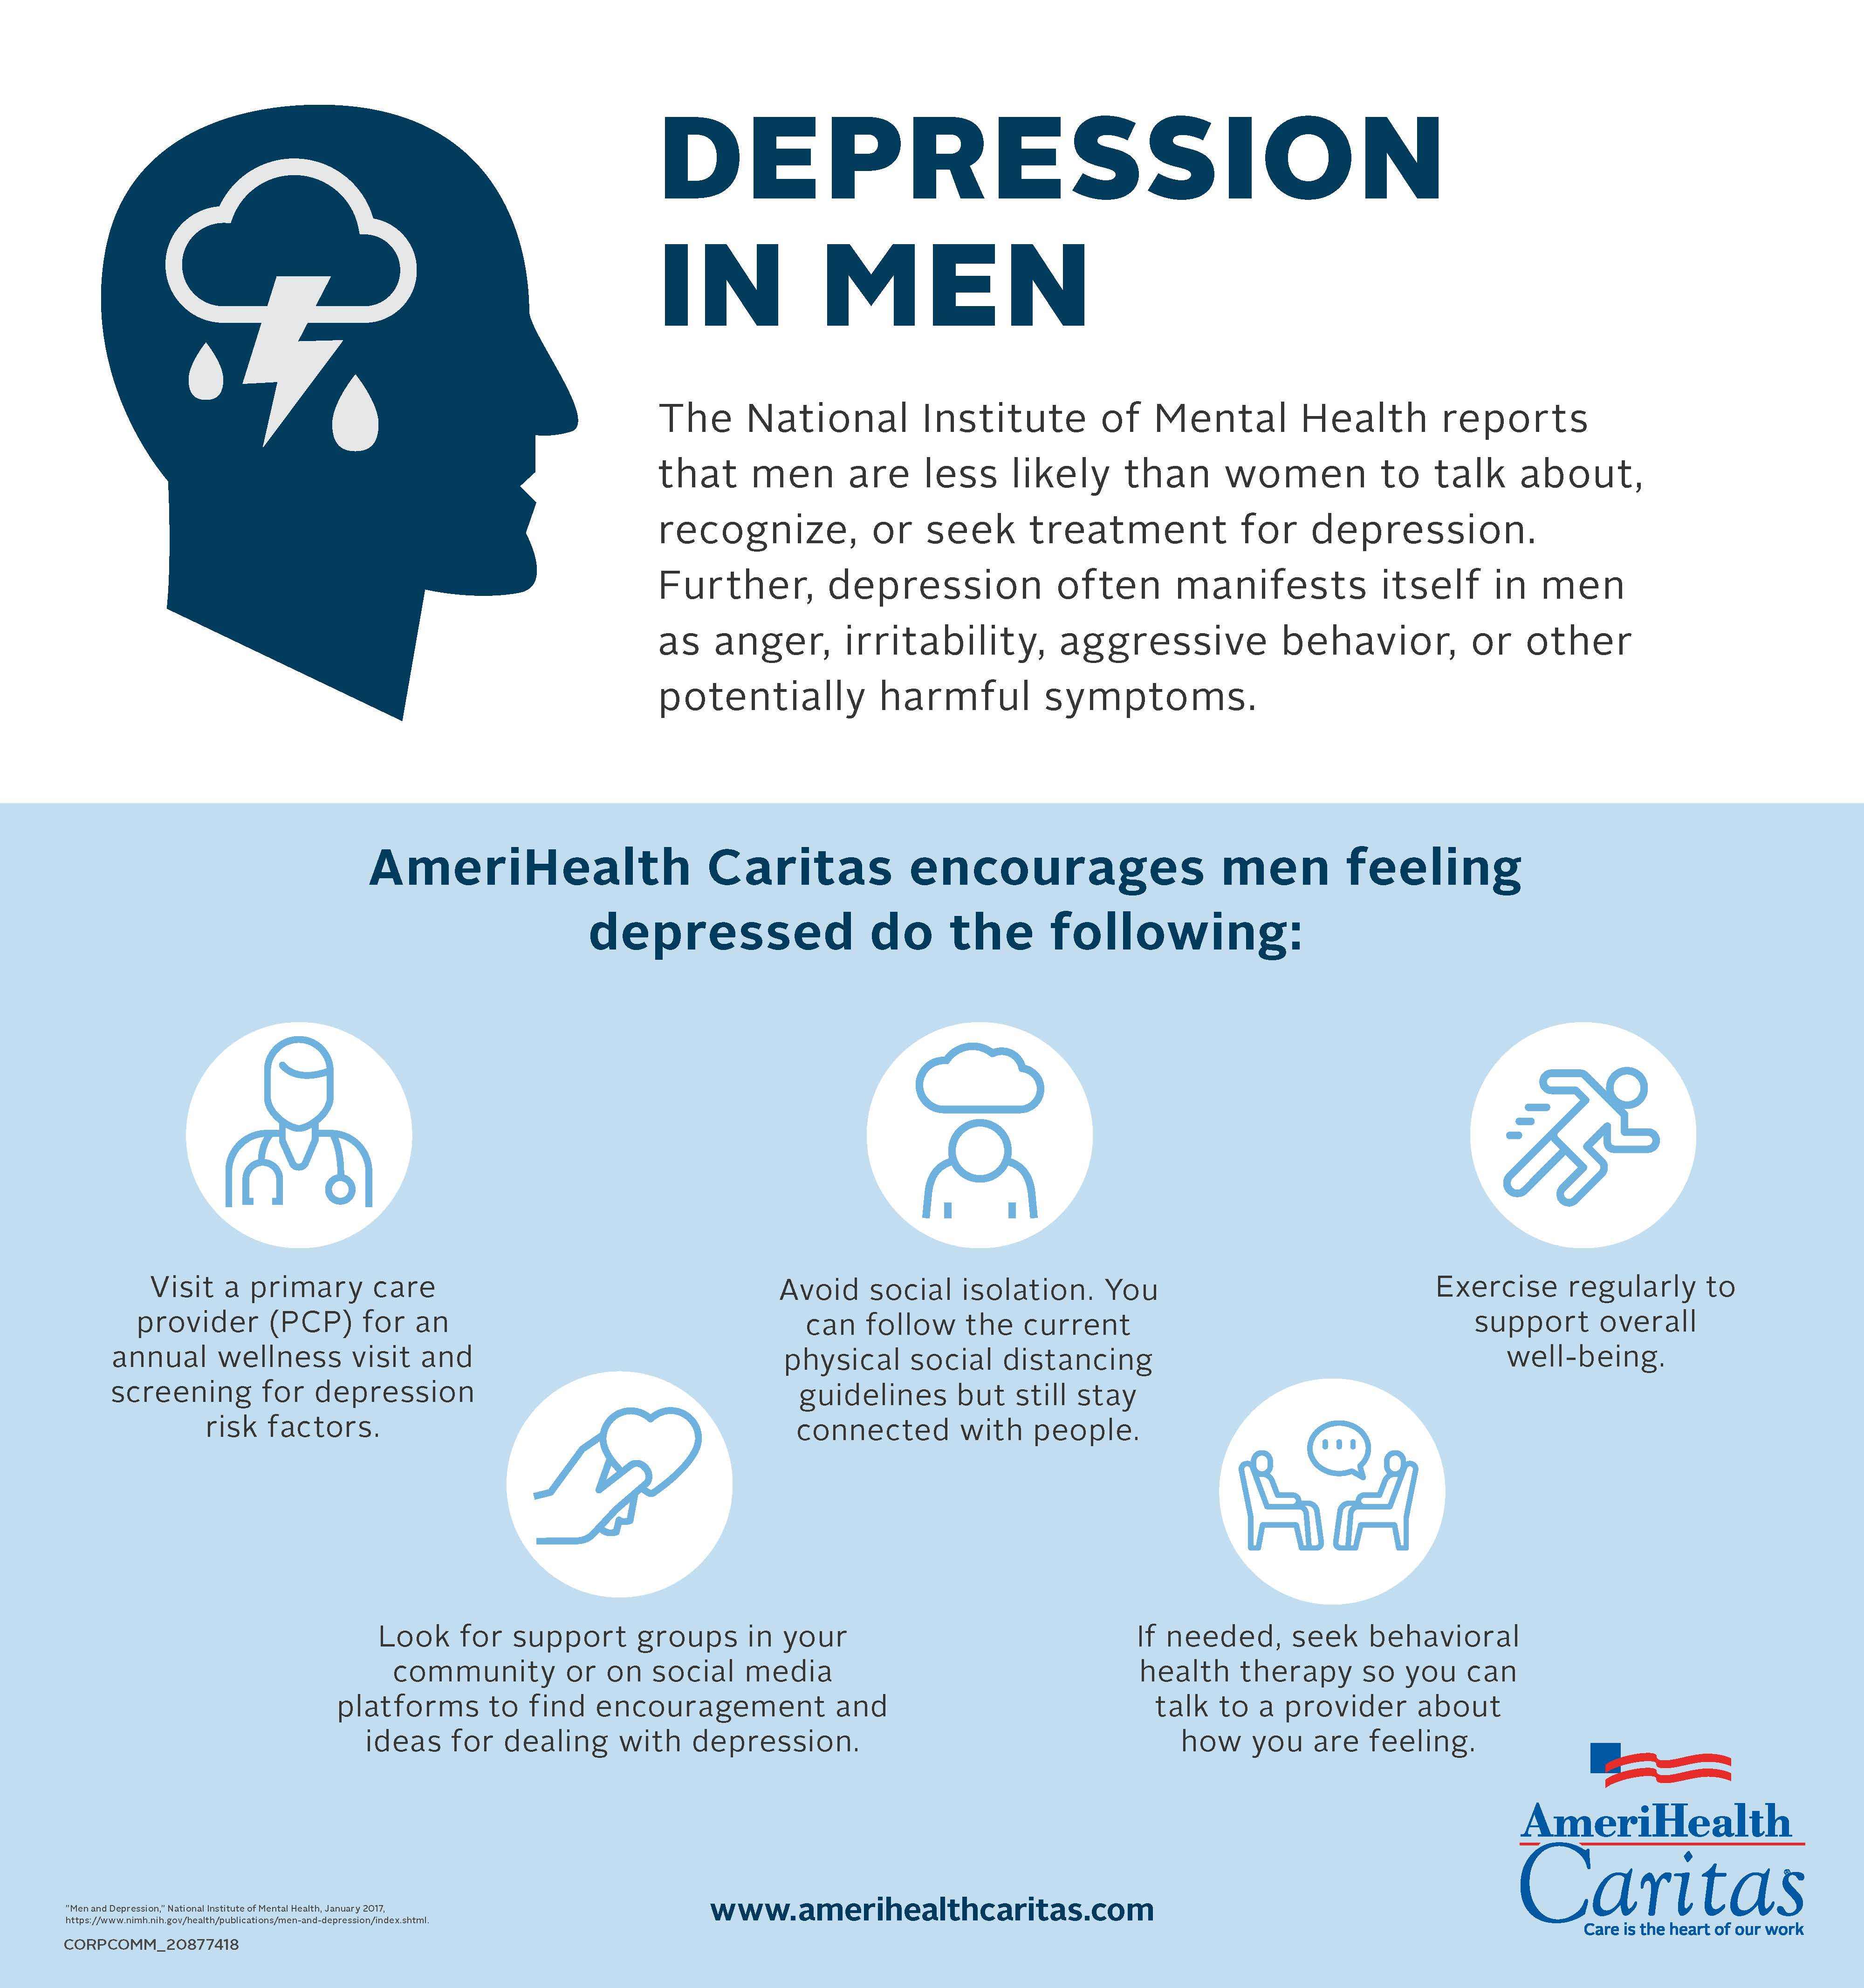 DEPRESSION
IN MEN
The National Institute of Mental Health reports
that men are less likely than women to talk about,
recognize, or seek treatment for depression.
Further, depression often manifests itself in men
as anger, irritability, aggressive behavior, or other
potentially harmful symptoms.
AmeriHealth Caritas encourages men feeling
depressed do the following:
Visit a primary care
provider (PCP) for an
annual wellness visit and
screening for depression
risk factors.
Look for support groups in your
community or on social media
platforms to find encouragement and
ideas for dealing with depression.
Avoid social isolation. You
can follow the current
physical social distancing
guidelines but still stay
connected with people.
If needed, seek behavioral
health therapy so you can
talk to a provider about
how you are feeling.
Exercise regularly to
support overall
well-being.
"Men and Depression," National Institute of Mental Health, January 2017,
https://www.nimh.nih.gov/health/publications/men-and-depression/index.shtml.
CORPCOMM_20877418
www.amerihealthcaritas.com
AmeriHealth
Caritas®
Care is the heart of our work